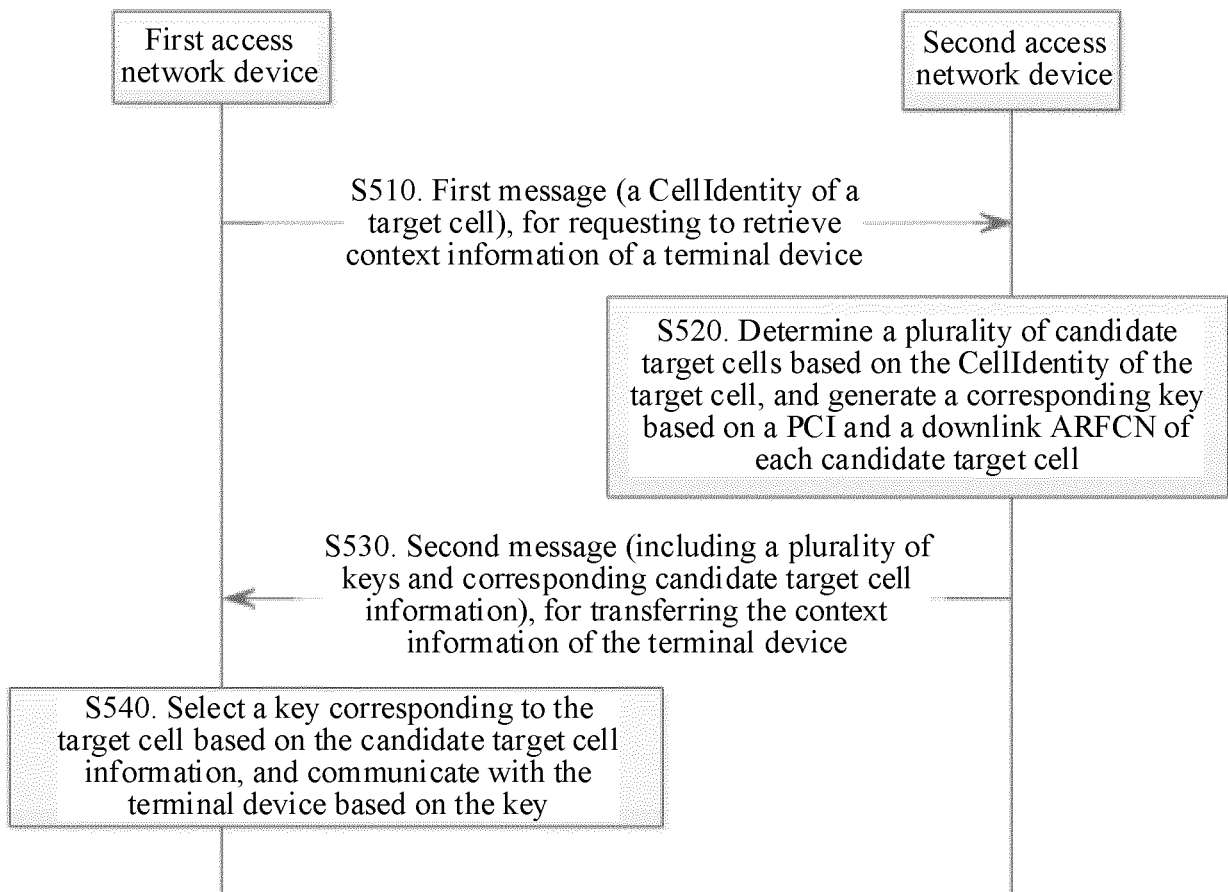 First access
network device
Second access
network device
S510. First message (a CellIdentity of a
target cell), for requesting to retrieve
context information of a terminal device
S520. Determine a plurality of candidate
target cells based on the CellIdentity of the
target cell, and generate a corresponding key
based on a PCI and a downlink ARFCN of
each candidate target cell
S530. Second message (including a plurality of
keys and corresponding candidate target cell
information), for transferring the context
information of the terminal device
S540. Select a key corresponding to the
target cell based on the candidate target cell
information, and communicate with the
terminal device based on the key